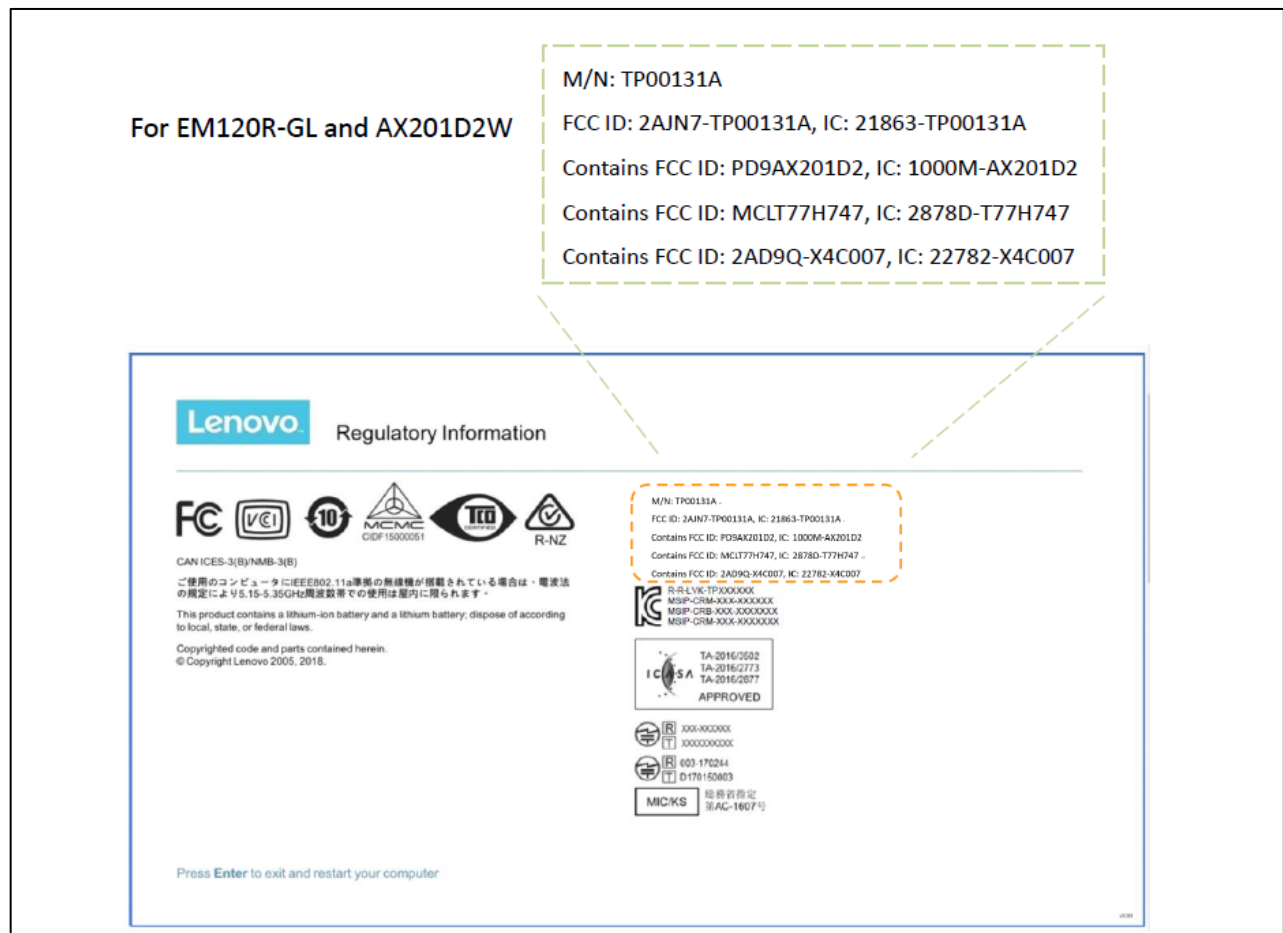 For EM120R-GL and AX201D2W
M/N: TP00131A
FCC ID: 2AJN7-TP00131A, IC: 21863-TP00131A
Contains FCC ID: PD9AX201D2, IC: 1000M-AX201D2
Contains FCC ID: MCLT77H747, IC: 2878D-T77H747
Contains FCC ID: 2AD9Q-X4C007, IC: 22782-X4C007
Lenovo
Regulatory Information
FC VCI 10 MCMC TCO CERTIFIED
CIDF15000051
R-NZ
CAN ICES-3(B)/NMB-3(B)
ご使用のコンピュータにIEEE802.11a準拠の無線機が搭載されている場合は、電波法
の規定により5.15-5.35GHz周波数帯での使用は屋内に限られます。
This product contains a lithium-ion battery and a lithium battery; dispose of according
to local, state, or federal laws.
Copyrighted code and parts contained herein.
© Copyright Lenovo 2005, 2018.
M/N: TP00131A
FCC ID: 2AJN7-TP00131A, IC: 21863-TP00131A
Contains FCC ID: PD9AX201D2, IC: 1000M-AX201D2
Contains FCC ID: MCLT77H747, IC: 2878D-T77H747
Contains FCC ID: 2AD9Q-X4C007, IC: 22782-X4C007
R-R-LVK-TPXXXXXX
MSIP-CRM-XXX-XXXXXX
MSIP-CRB-XXX-XXXXXXX
MSIP-CRM-XXX-XXXXXXX
ICASA
TA-2016/3502
TA-2016/2773
TA-2016/2877
APPROVED
R XXX-XXXXXX
T XXXXXXXXXX
R 003-170244
T D170150003
MIC/KS
総務省指定
第AC-1607号
Press Enter to exit and restart your computer